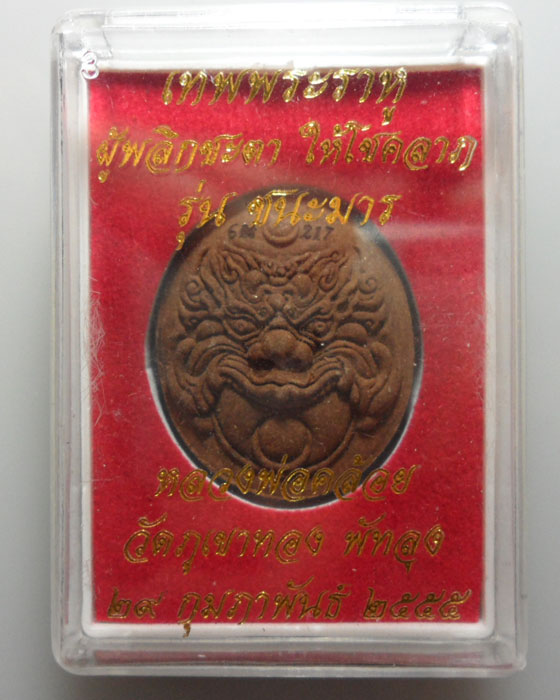 เทพพระราหู
ผู้พลิกชะตา ให้โชคลาภ
รุ่น ชนะมาร
217
หลวงพ่อคล้อย
วัดภูเขาทอง พัทลุง
๒๙ กุมภาพันธ์ ๒๕๕๕